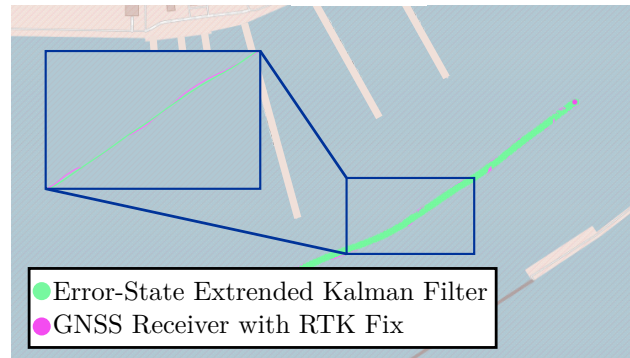 Error-State Extrended Kalman Filter
GNSS Receiver with RTK Fix